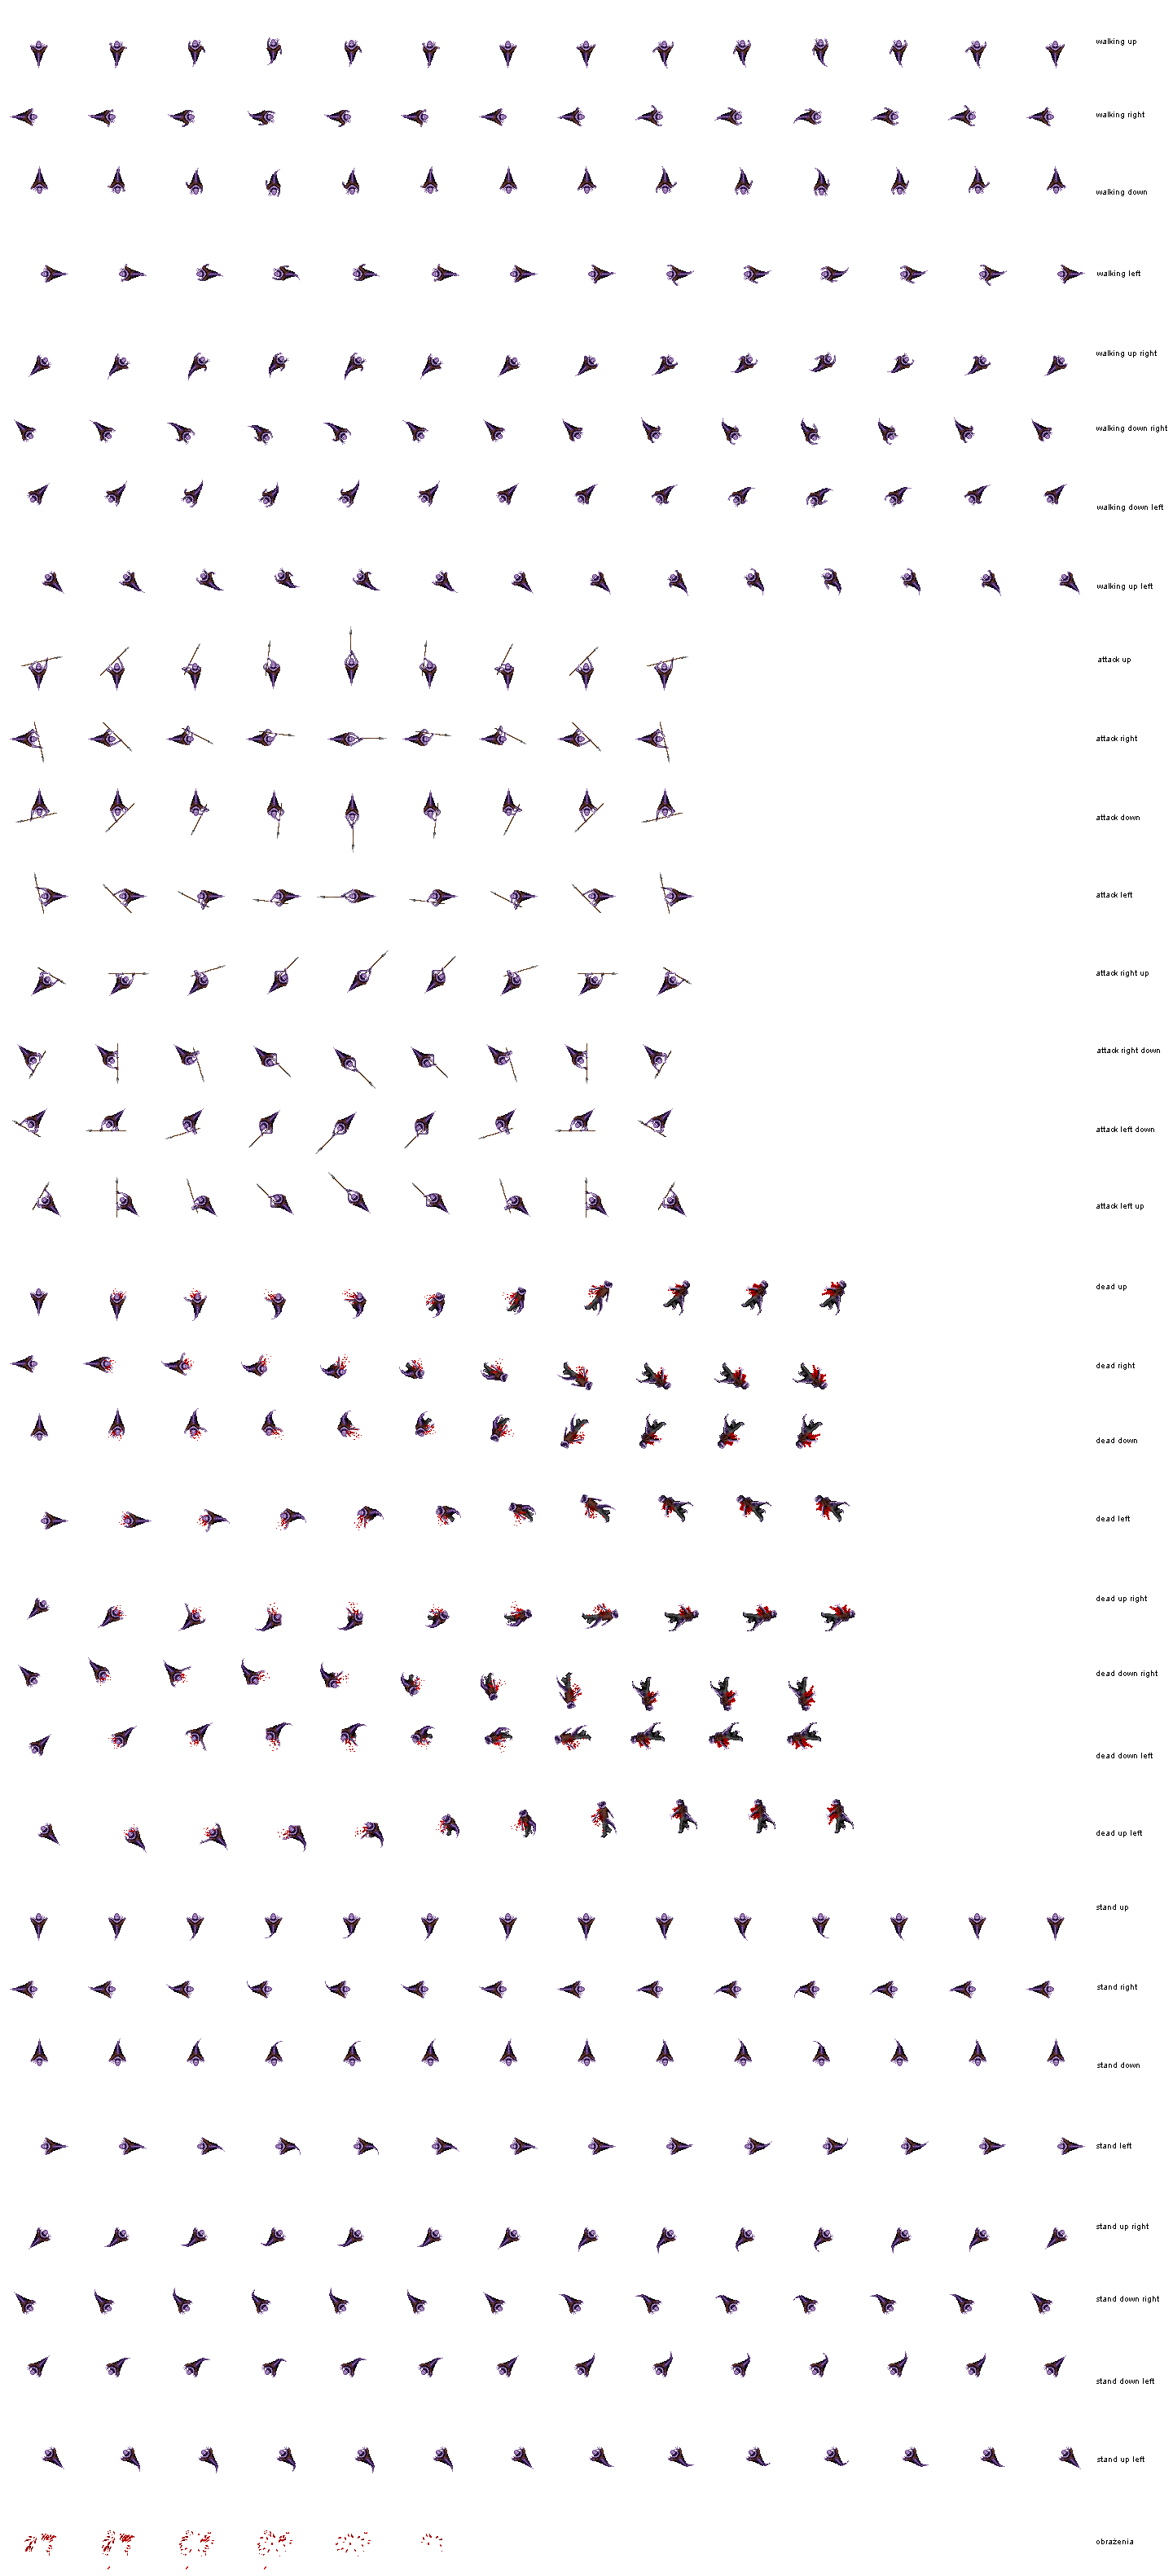 walking up
walking right
walking down
walking left
walking up right
walking down right
walking down left
walking up left
attack up
attack right
attack down
attack left
attack right up
attack right down
attack left down
attack left up
dead up
dead right
dead down
dead left
dead up right
dead down right
dead down left
dead up left
stand up
stand right
stand down
stand left
stand up right
stand down right
stand down left
stand up left
obrażenia